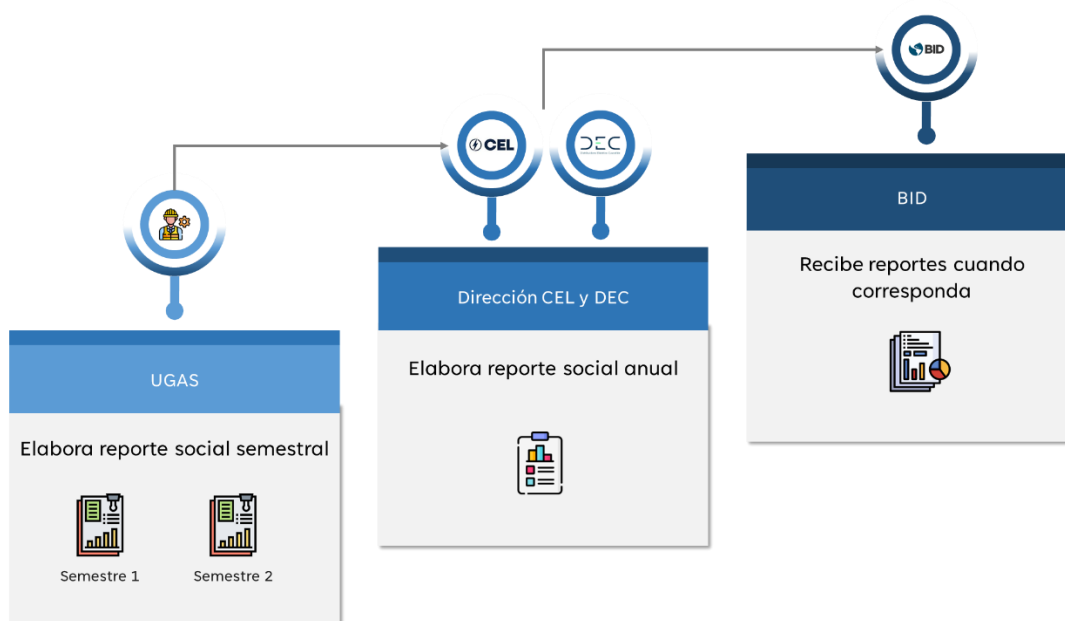 BID
CEL
DEC
BID
Recibe reportes cuando
corresponda
Dirección CEL y DEC
Elabora reporte social anual
UGAS
Elabora reporte social semestral
Semestre 1
Semestre 2